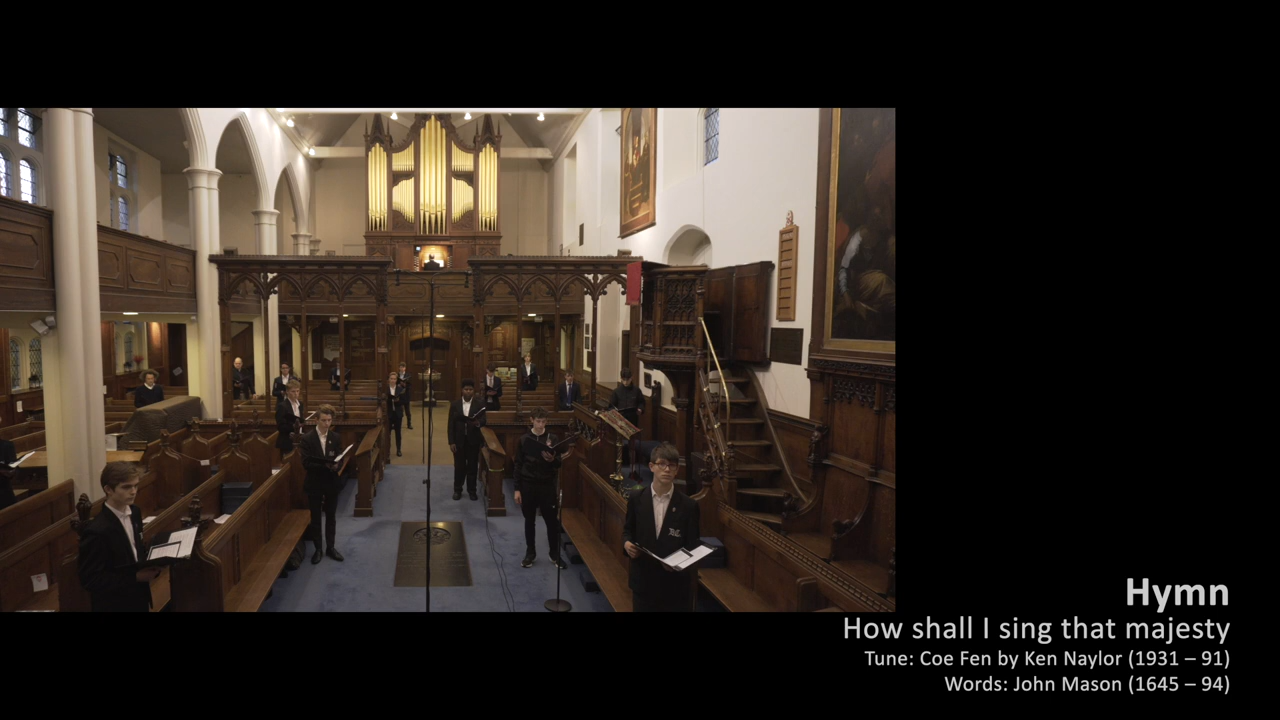 Hymn
How shall I sing that majesty
Tune: Coe Fen by Ken Naylor (1931 – 91)
Words: John Mason (1645 – 94)